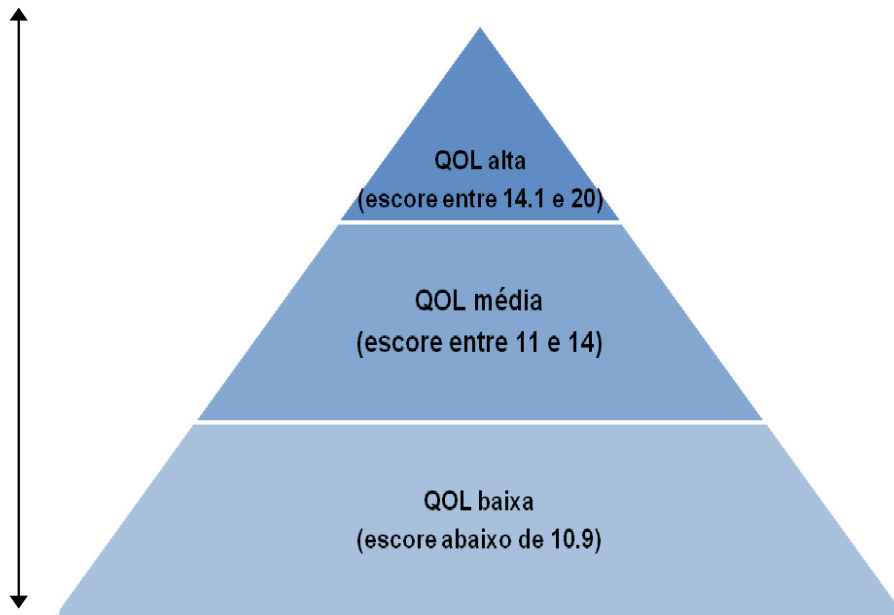 QOL alta
(escore entre 14.1 e 20)
QOL média
(escore entre 11 e 14)
QOL baixa
(escore abaixo de 10.9)